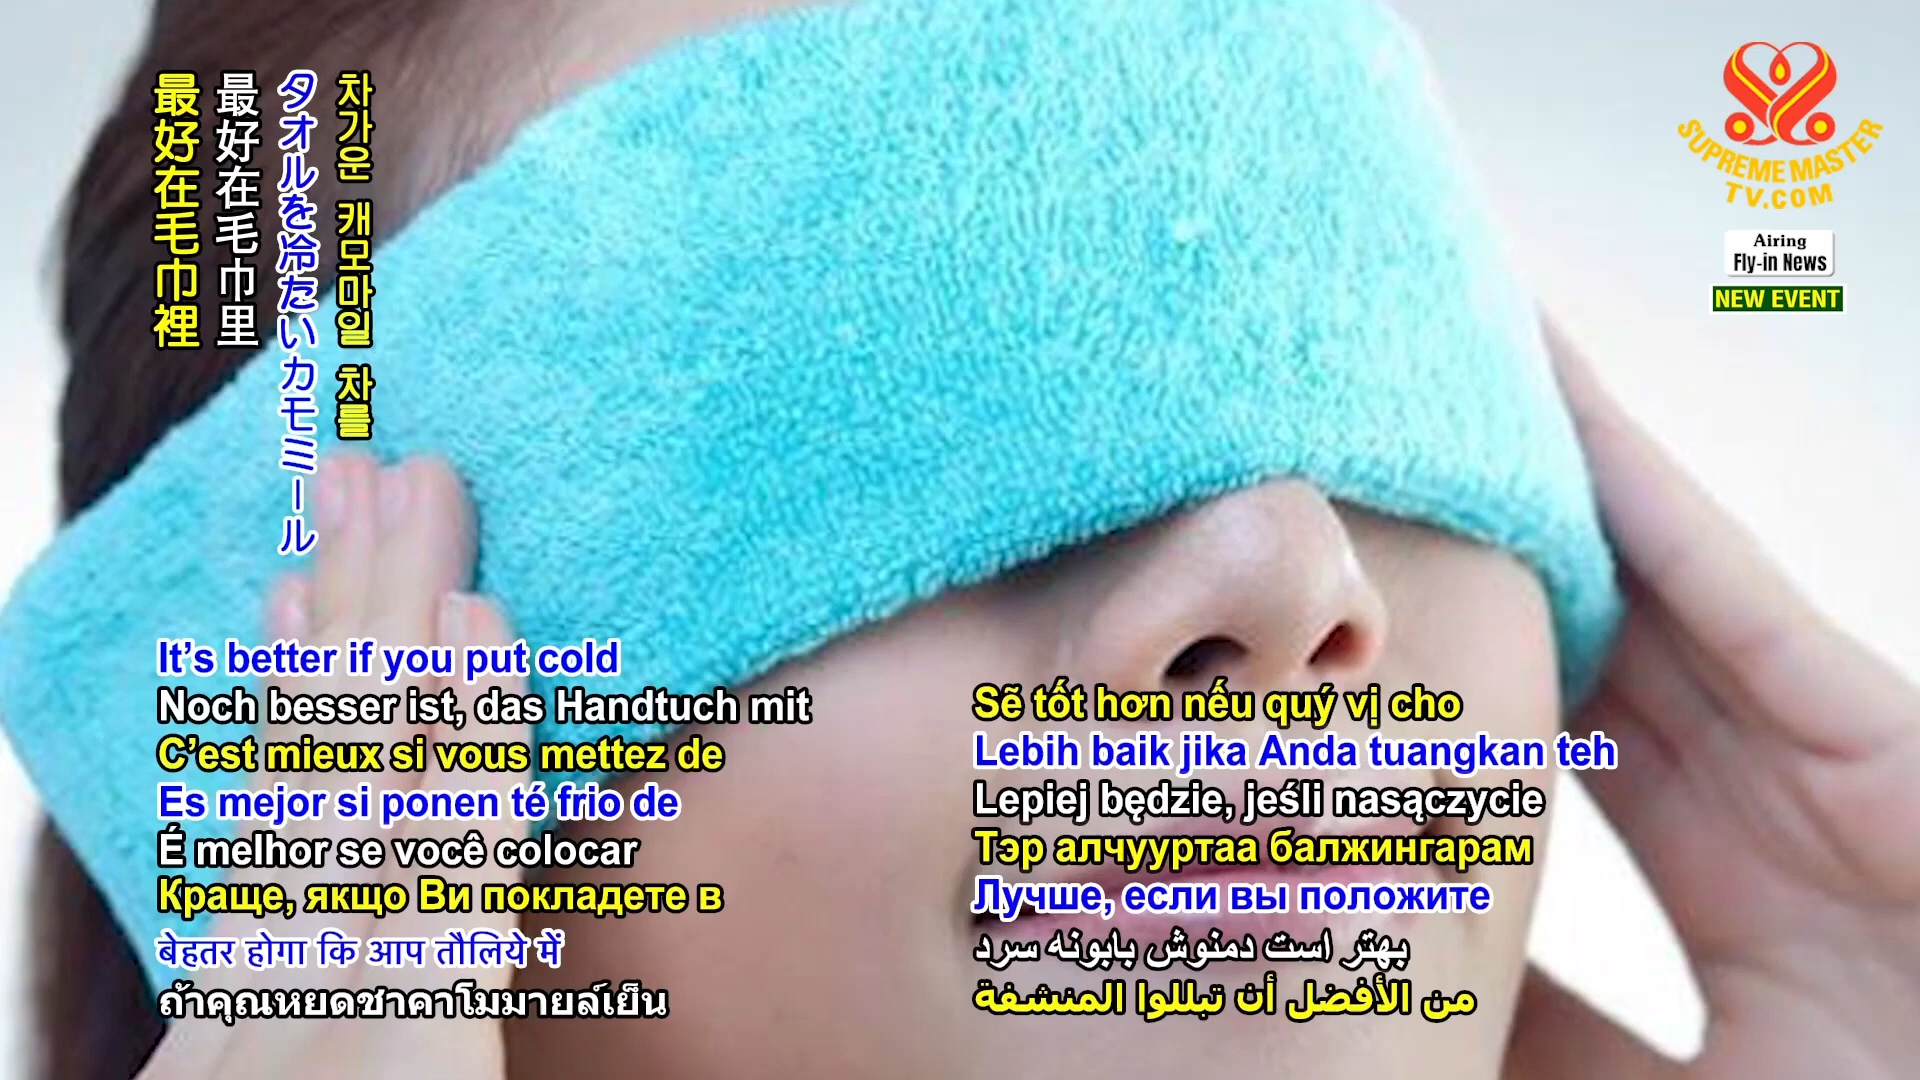 最好在毛巾裡
最好在毛巾里
タオルを冷たいカモミール
차가운 캐모마일 차를
SUPREME MASTER
TV.COM
Airing
Fly-in News
NEW EVENT
It’s better if you put cold
Noch besser ist, das Handtuch mit
C’est mieux si vous mettez de
Es mejor si ponen té frio de
É melhor se você colocar
Краще, якщо Ви покладете в
बेहतर होगा कि आप तौलिये में
ถ้าคุณหยดชาคาโมมายล์เย็น
Sẽ tốt hơn nếu quý vị cho
Lebih baik jika Anda tuangkan teh
Lepiej będzie, jeśli nasączycie
Тэр алчууртаа балжингарам
Лучше, если вы положите
بهتر است دمنوش بابونه سرد
من الأفضل أن تبللوا المنشفة